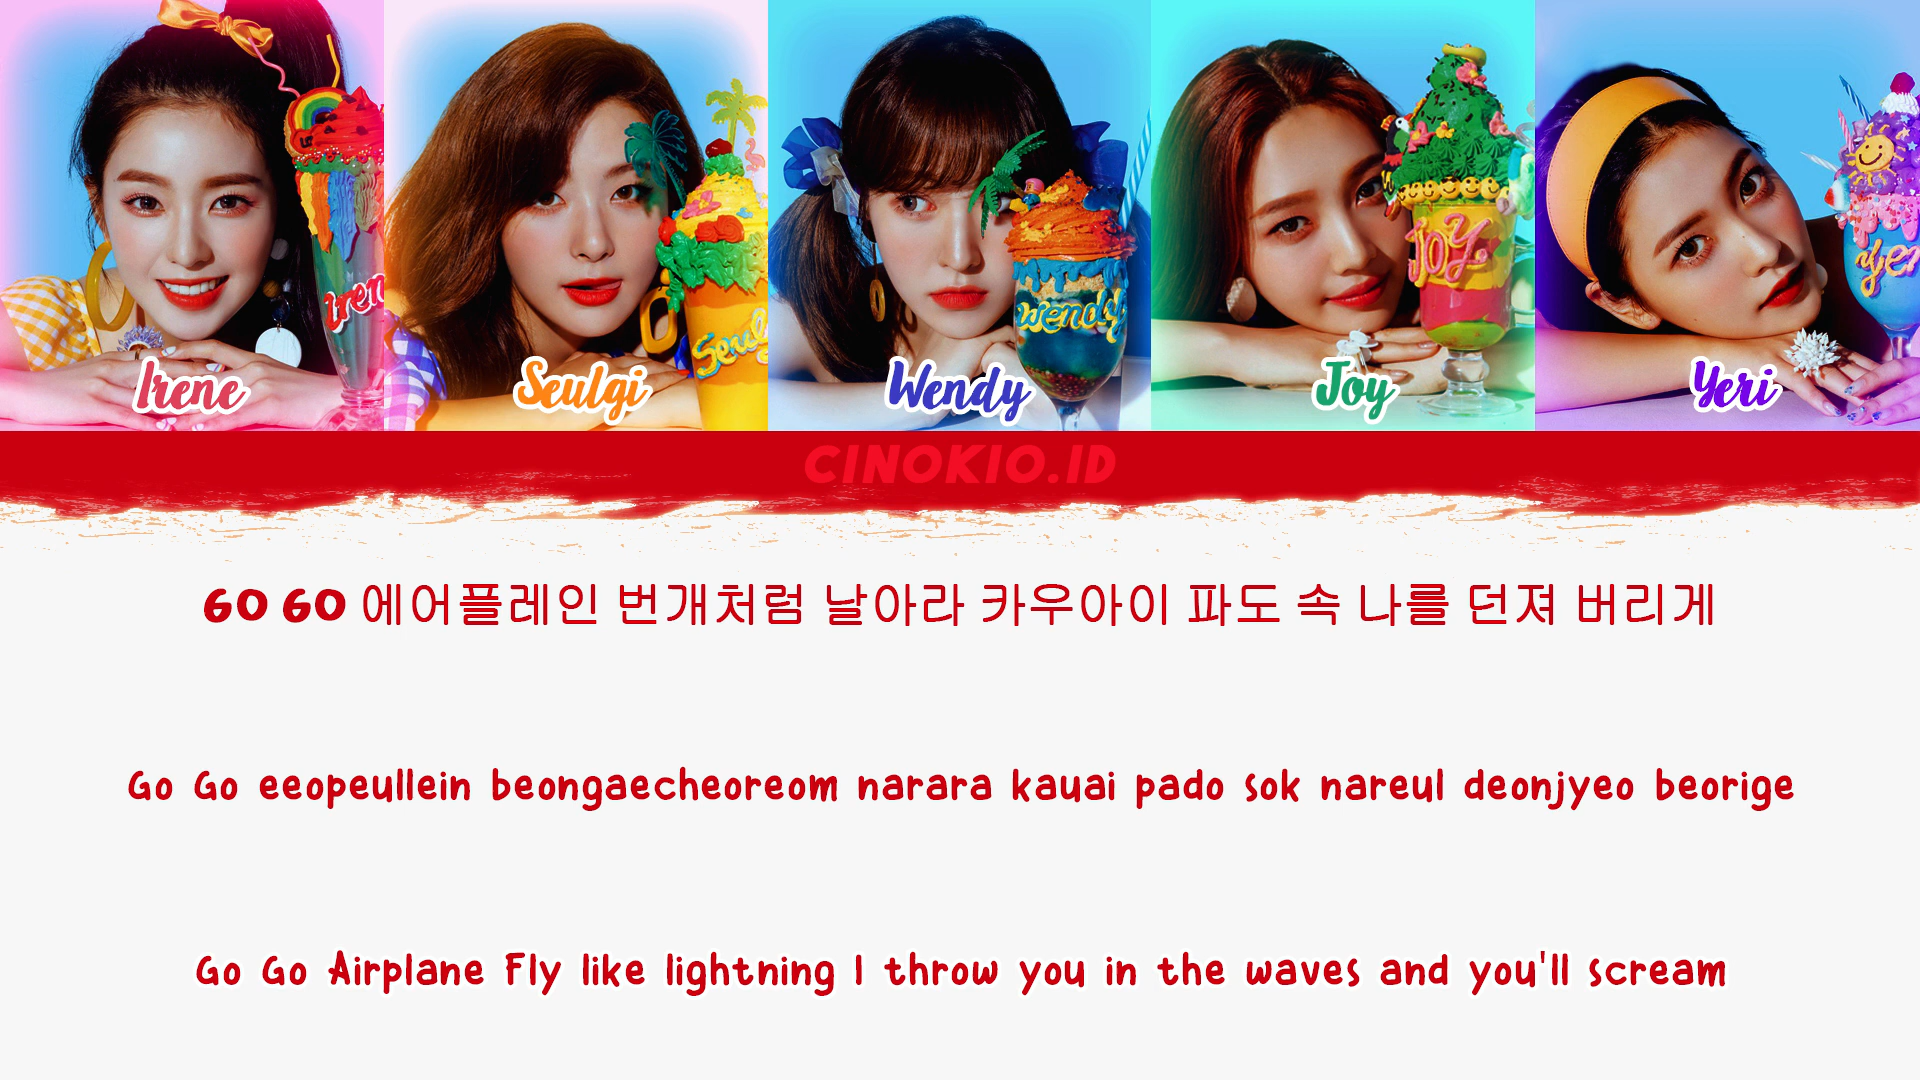 Irene
Seulgi
Wendy
Joy
Yeri
Wendy
JOY
CINOKIO.ID
GO GO 에어플레인 번개처럼 날아라 카우아이 파도 속 나를 던져 버리게
Go Go eeopeullein beongaecheoreom narara kauai pado sok nareul deonjyeo beorige
Go Go Airplane Fly like lightning I throw you in the waves and you'll scream